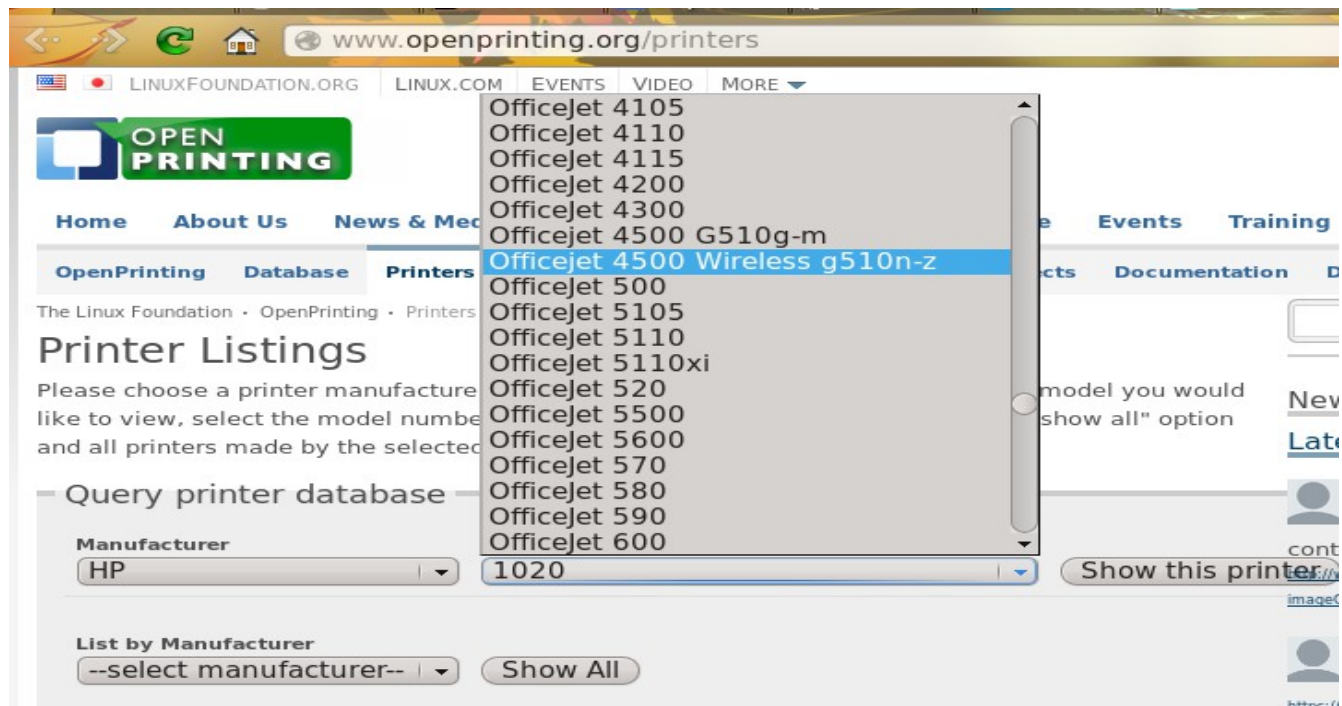 www.openprinting.org/printers
LINUXFOUNDATION.ORG LINUX.COM EVENTS VIDEO MORE
OPEN
PRINTING
Home About Us News & Med Events Training
OpenPrinting Database Printers Documentation
The Linux Foundation • OpenPrinting • Printers
Printer Listings
Please choose a printer manufacture model you would
like to view, select the model numbe show all" option
and all printers made by the selected
OfficeJet 4105
OfficeJet 4110
OfficeJet 4115
OfficeJet 4200
OfficeJet 4300
Officejet 4500 G510g-m
Officejet 4500 Wireless g510n-z
OfficeJet 500
OfficeJet 5105
OfficeJet 5110
OfficeJet 5110xi
OfficeJet 520
OfficeJet 5500
OfficeJet 5600
OfficeJet 570
OfficeJet 580
OfficeJet 590
OfficeJet 600
Query printer database
Manufacturer
HP 1020 Show this printer
List by Manufacturer
--select manufacturer-- Show All
New
Late
cont